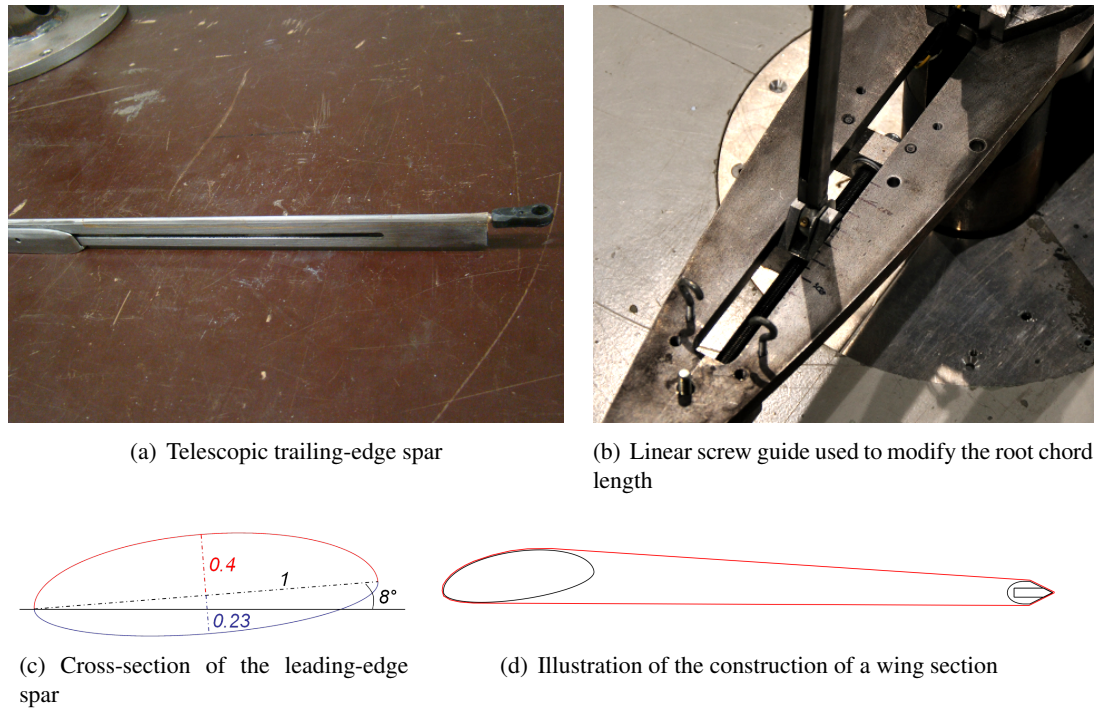 (a) Telescopic trailing-edge spar
(b) Linear screw guide used to modify the root chord
length
0.4
1
8°
0.23
(c) Cross-section of the leading-edge
spar
(d) Illustration of the construction of a wing section